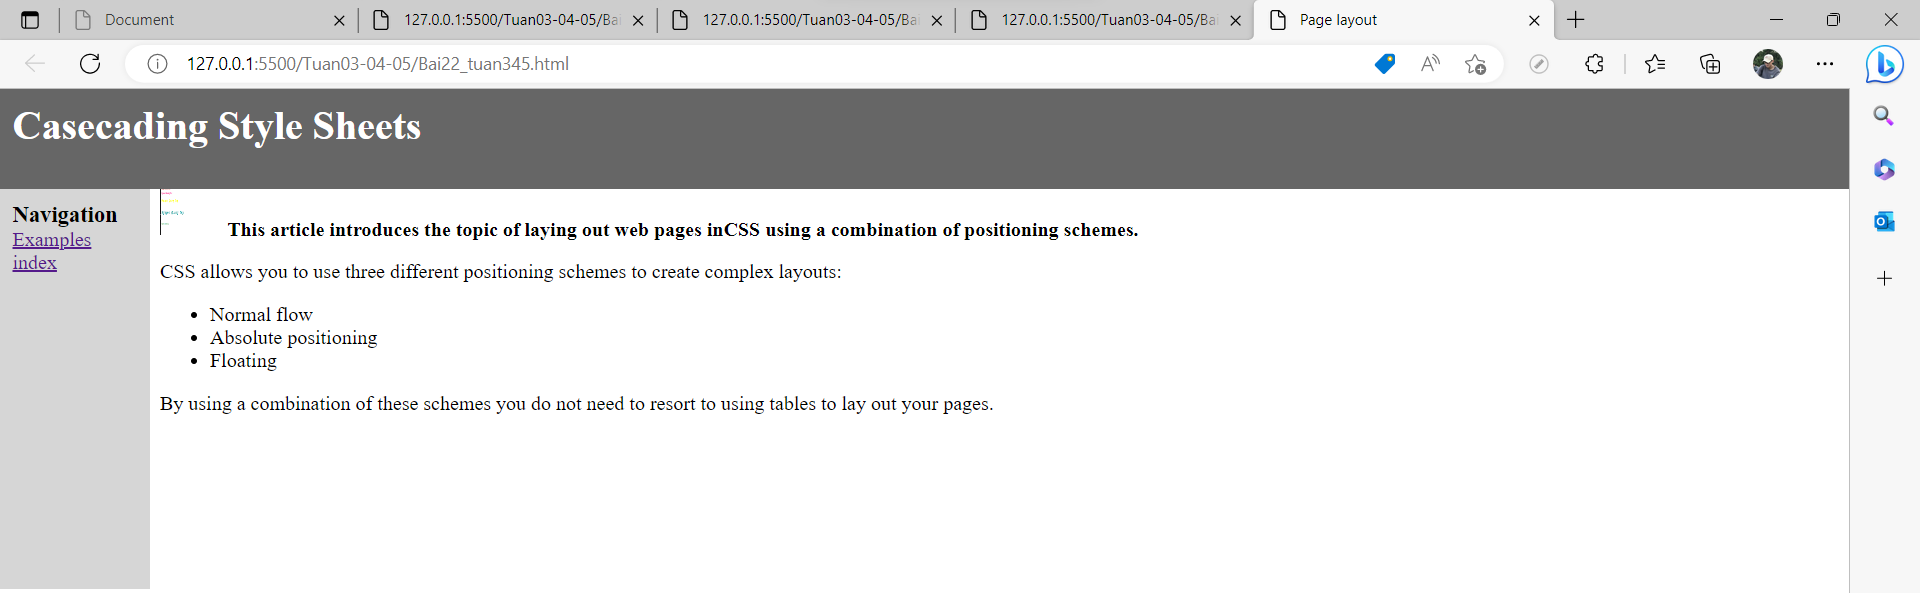 Document
127.0.0.1:5500/Tuan03-04-05/Ba
127.0.0.1:5500/Tuan03-04-05/Ba
127.0.0.1:5500/Tuan03-04-05/Ba
Page layout
127.0.0.1:5500/Tuan03-04-05/Bai22_tuan345.html
Casecading Style Sheets
Navigation
Examples
index
This article introduces the topic of laying out web pages inCSS using a combination of positioning schemes.
CSS allows you to use three different positioning schemes to create complex layouts:
• Normal flow
• Absolute positioning
• Floating
By using a combination of these schemes you do not need to resort to using tables to lay out your pages.